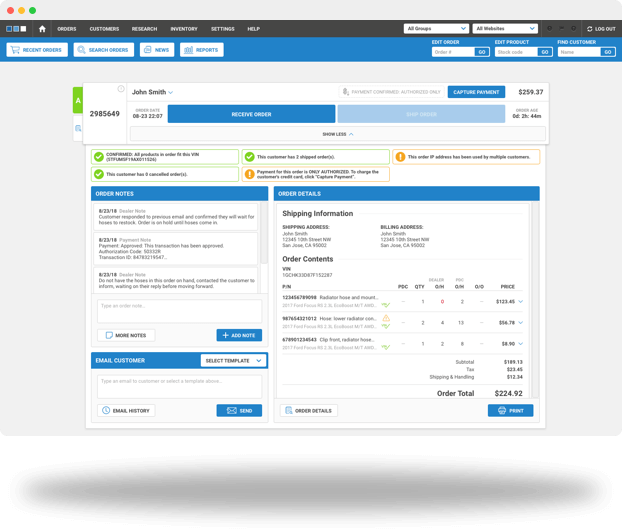 ORDERS CUSTOMERS RESEARCH INVENTORY SETTINGS HELP All Groups All Websites LOG OUT
RECENT ORDERS SEARCH ORDERS NEWS REPORTS
EDIT ORDER EDIT PRODUCT FIND CUSTOMER
Order # GO Stock code GO Name GO
A
2985649
John Smith
PAYMENT CONFIRMED: AUTHORIZED ONLY CAPTURE PAYMENT $259.37
ORDER DATE
08-23 22:07
RECEIVE ORDER SHIP ORDER
ORDER AGE
0d: 2h: 44m
SHOW LESS
CONFIRMED: All products in order fit this VIN
(STFUMSF19AX011526)
This customer has 2 shipped order(s).
This order IP address has been used by multiple customers.
This customer has 0 cancelled order(s).
Payment for this order is ONLY AUTHORIZED. To charge the
customer's credit card, click "Capture Payment".
ORDER NOTES
8/23/18 Dealer Note
Customer responded to previous email and confirmed they will wait for
hoses to restock. Order is on hold until hoses come in.
8/23/18 Payment Note
Payment: Approved: This transaction has been approved.
Authorization Code: 50332R
Transaction ID: 84783219547...
8/23/18 Dealer Note
Do not have the hoses in this order on hand, contacted the customer to
inform, waiting on their reply before moving forward.
Type an order note..
MORE NOTES ADD NOTE
EMAIL CUSTOMER SELECT TEMPLATE
Type an email to customer or select a template above..
EMAIL HISTORY SEND
ORDER DETAILS
Shipping Information
SHIPPING ADDRESS: BILLING ADDRESS:
John Smith John Smith
12345 10th Street NW 12345 10th Street NW
San Jose, CA 95002 San Jose, CA 95002
Order Contents
VIN
1GCHK33D87F152287
DEALER PDC
P/N PDC QTY O/H O/H O/O PRICE
123456789098 Radiator hose and mount... -- 1 0 2 -- $123.45
2017 Ford Focus RS 2.3L EcoBoost M/T AWD..
987654321012 Hose: lower radiator con.. -- 2 4 13 -- $56.78
2017 Ford Focus RS 2.3L EcoBoost M/T AWD..
678901234543 Clip front, radiator hose... -- 1 2 8 -- $8.90
2017 Ford Focus RS 2.3L EcoBoost M/T AWD..
Subtotal $189.13
Tax $23.45
Shipping & Handling $12.34
Order Total $224.92
ORDER DETAILS PRINT